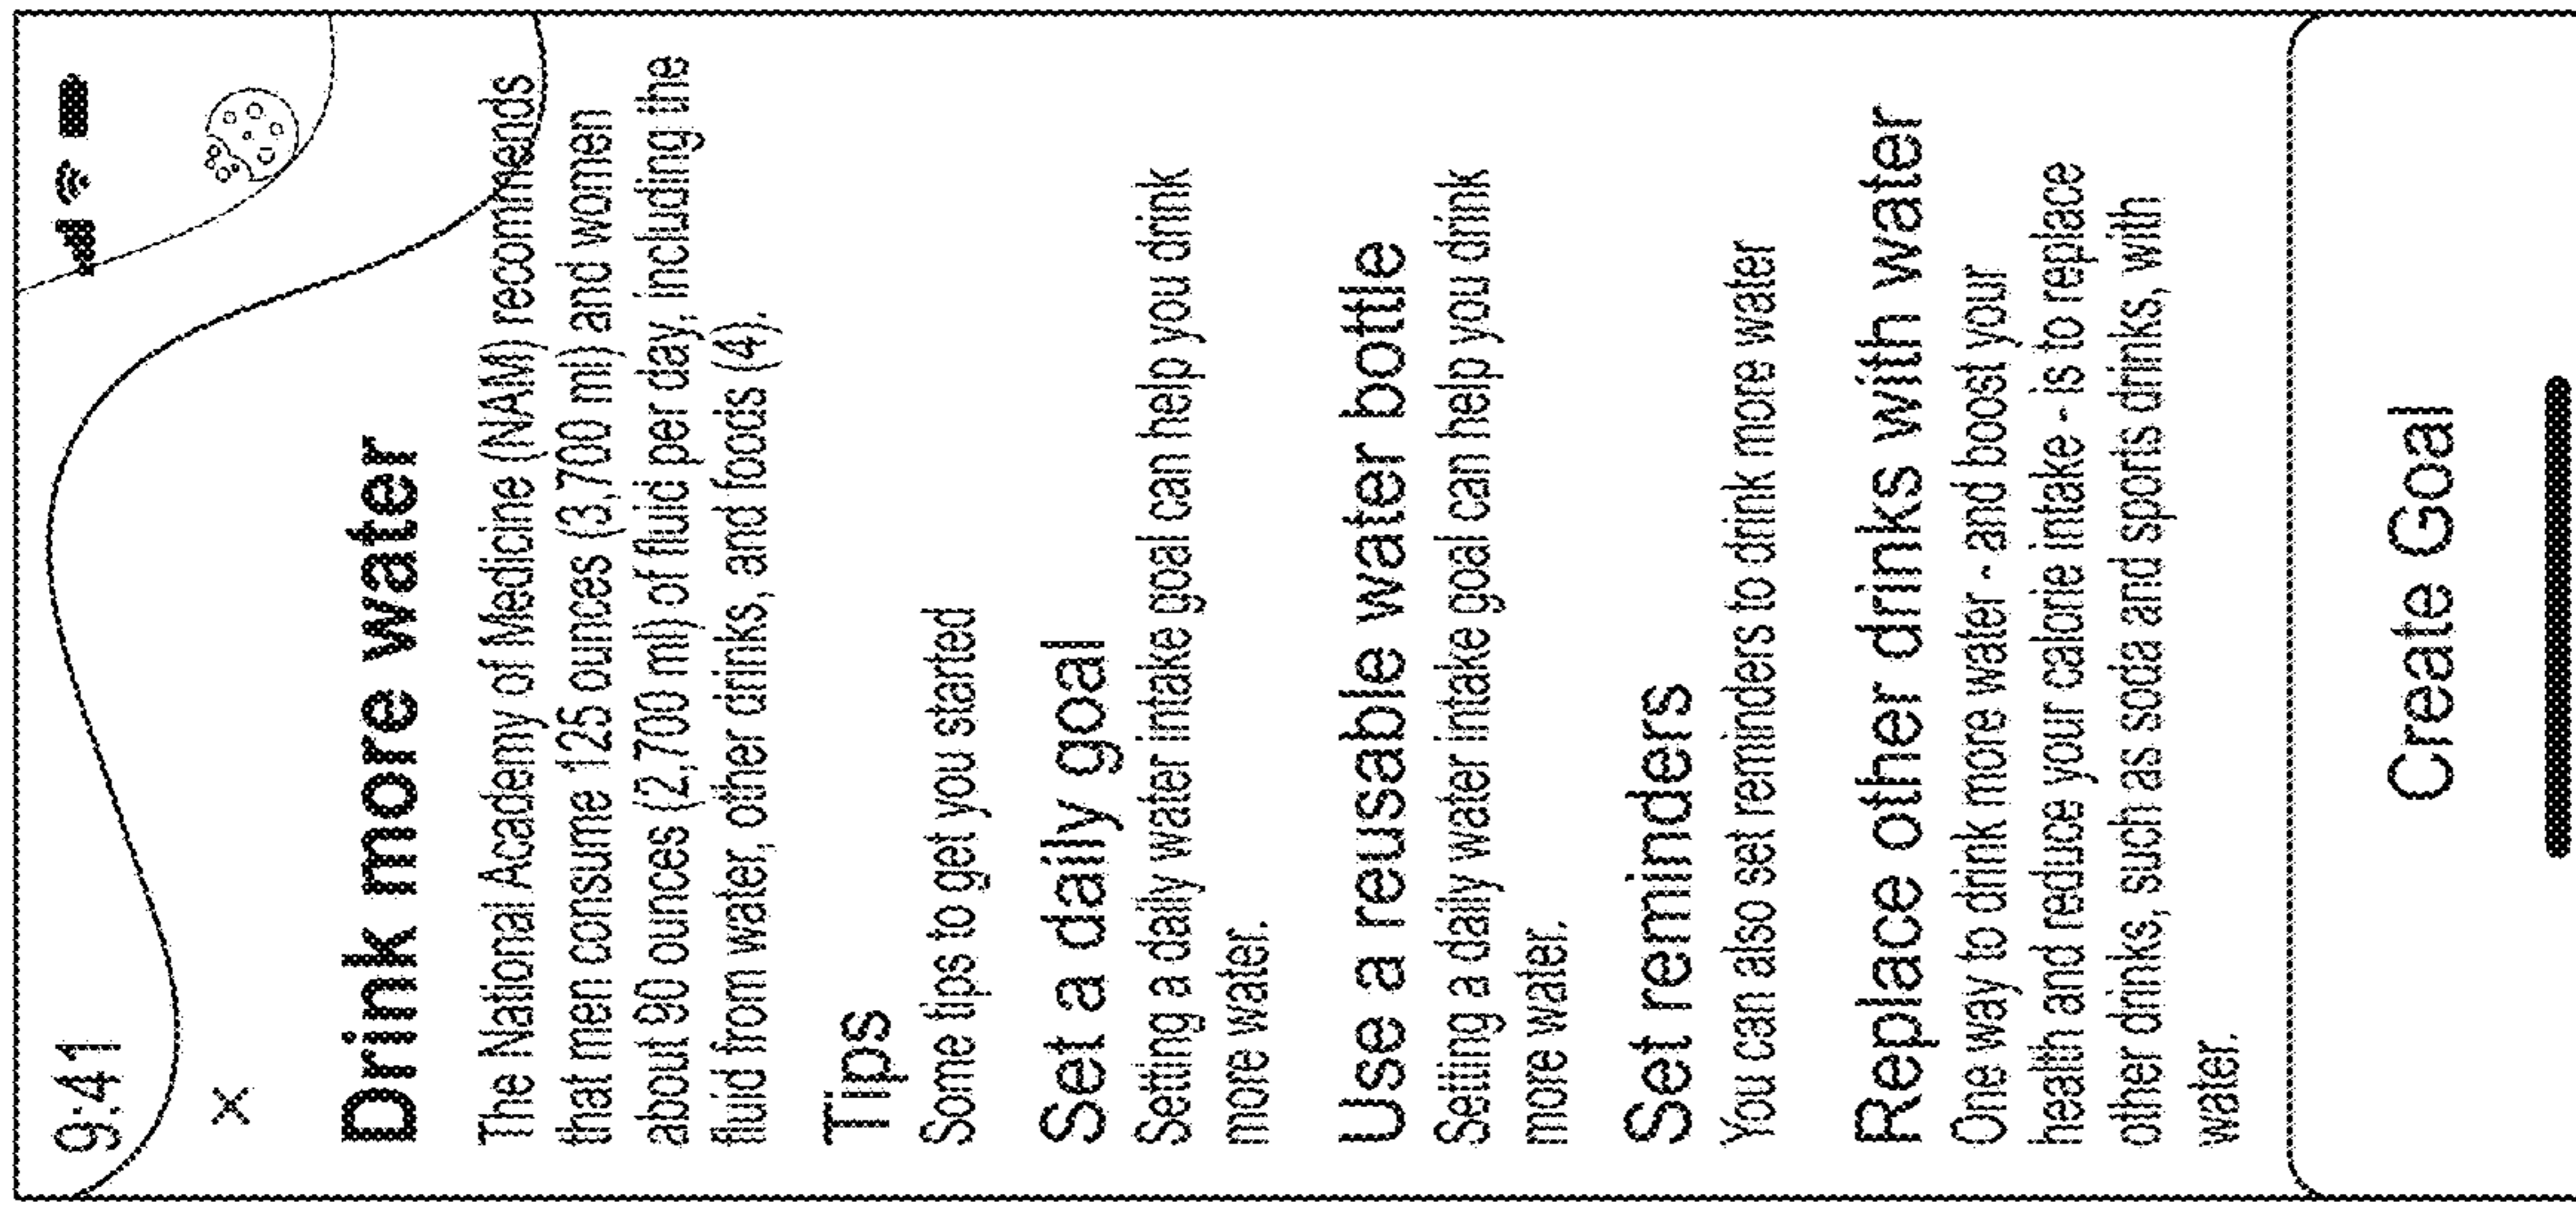 9:41
×
Drink more water
The National Academy of Medicine (NAM) recommends
that men consume 125 ounces (3,700 ml) and women
about 90 ounces (2,700 ml) of fluid per day, including the
fluid from water, other drinks, and foods (4).
Tips
Some tips to get you started
Set a daily goal
Setting a daily water intake goal can help you drink
more water.
Use a reusable water bottle
Setting a daily water intake goal can help you drink
more water.
Set reminders
You can also set reminders to drink more water
Replace other drinks with water
One way to drink more water - and boost your
health and reduce your calorie intake - is to replace
other drinks, such as soda and sports drinks, with
water.
Create Goal